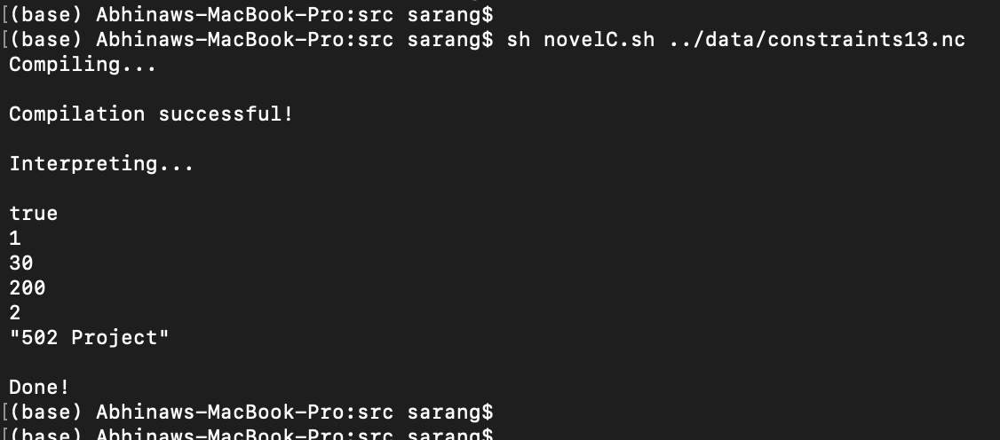 [(base) Abhinaws-MacBook-Pro:src sarang$
[(base) Abhinaws-MacBook-Pro:src sarang$ sh novelC.sh ../data/constraints13.nc
Compiling...
Compilation successful!
Interpreting...
true
1
30
200
2
"502 Project"
Done!
[(base) Abhinaws-MacBook-Pro:src sarang$
[(base) Abhinaws-MacBook-Pro:src sarang$